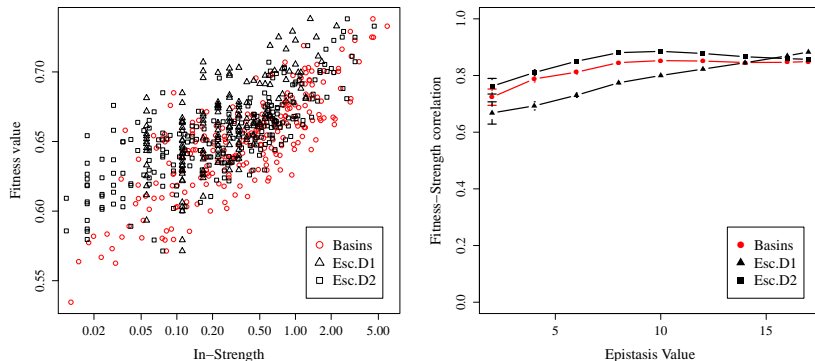 Fitness value
0.55
0.60
0.65
0.70
0.02
0.05
0.10
0.20
0.50
1.00
2.00
5.00
In−Strength
Basins
Esc.D1
Esc.D2
Fitness−Strength correlation
0.0
0.2
0.4
0.6
0.8
1.0
5
10
15
Epistasis Value
Basins
Esc.D1
Esc.D2